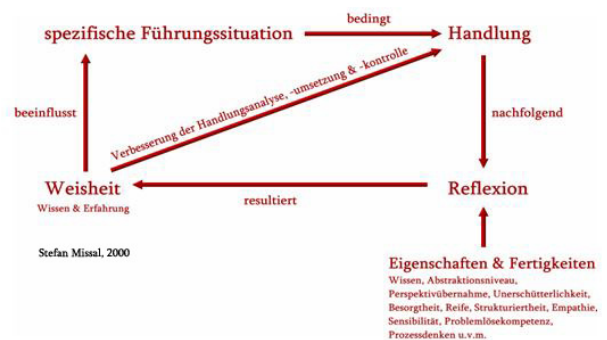 bedingt
spezifische Führungssituation
Handlung
beeinflusst
Verbesserung der Handlungsanalyse, -umsetzung & -kontrolle
nachfolgend
Weisheit
Wissen & Erfahrung
resultiert
Reflexion
Stefan Missal, 2000
Eigenschaften & Fertigkeiten
Wissen, Abstraktionsniveau,
Perspektivübernahme, Unerschütterlichkeit,
Besorgtheit, Reife, Strukturiertheit, Empathie,
Sensibilität, Problemlösekompetenz,
Prozessdenken u.v.m.